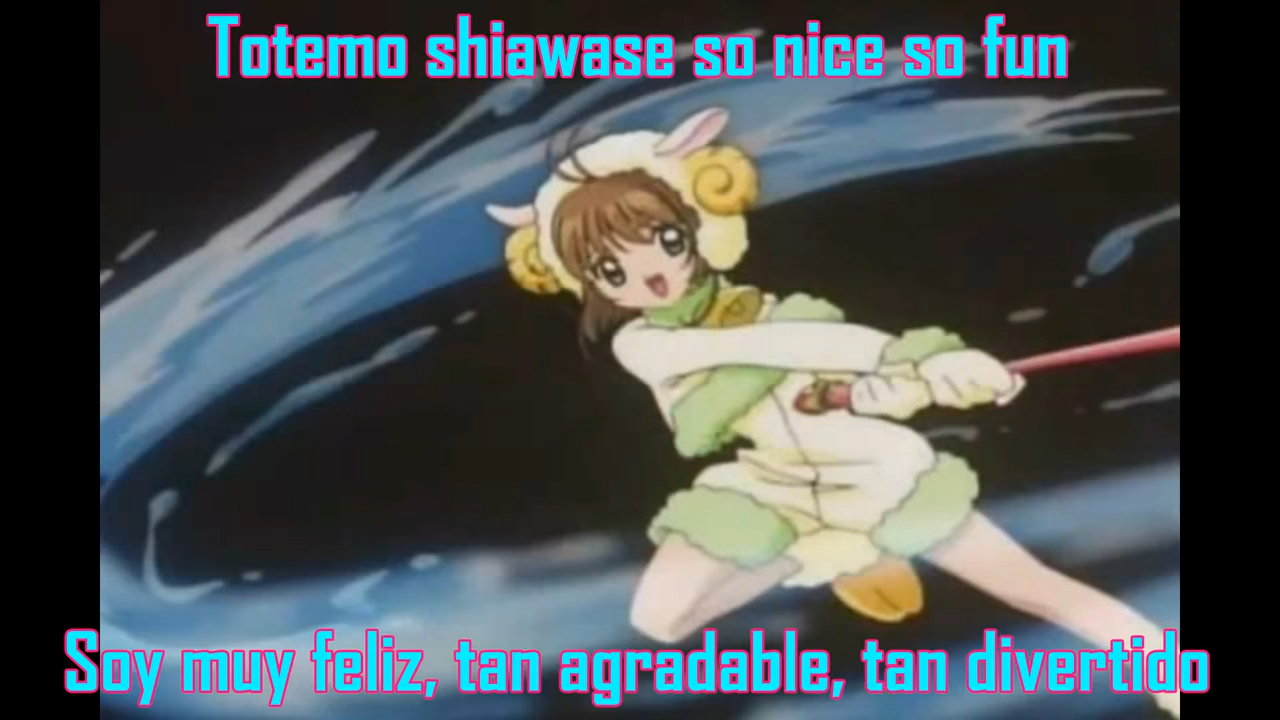 Totemo shiawase so nice so fun
Soy muy feliz, tan agradable, tan divertido